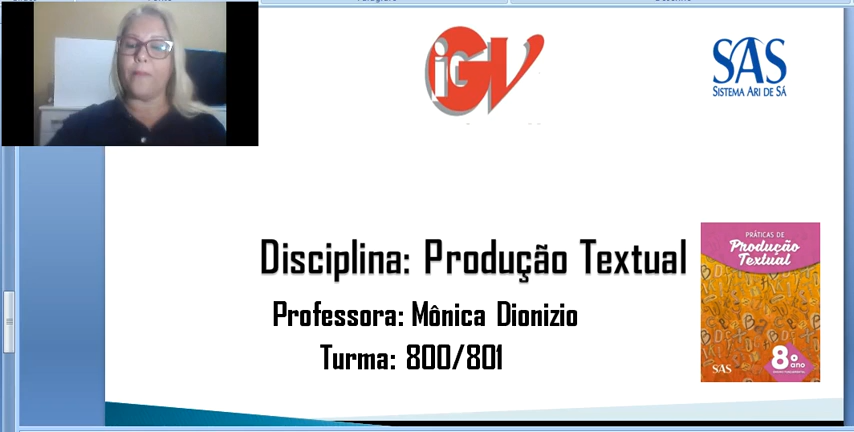 iGV
SAS
SISTEMA ARI DE SÁ
Disciplina: Produção Textual
Professora: Mônica Dionizio
Turma: 800/801
PRÁTICAS DE
Produção
Textual
8º
ano
SAS